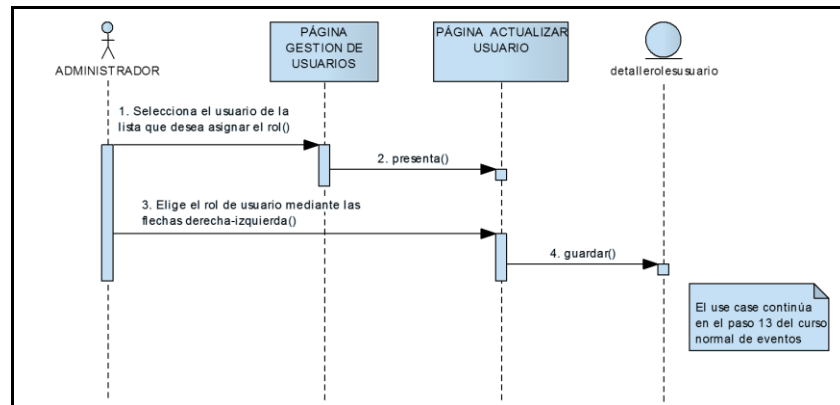 ADMINISTRADOR
PÁGINA
GESTION DE
USUARIOS
PÁGINA ACTUALIZAR
USUARIO
detallerolesusuario
1. Selecciona el usuario de la
lista que desea asignar el rol()
2. presenta()
3. Elige el rol de usuario mediante las
flechas derecha-izquierda()
4. guardar()
El use case continúa
en el paso 13 del curso
normal de eventos